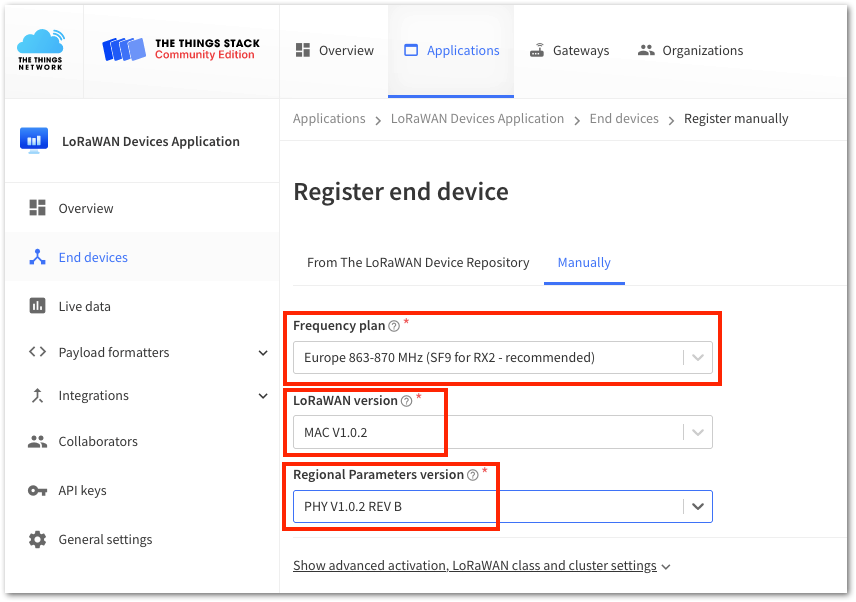 THE THINGS
NETWORK
THE THINGS STACK
Community Edition
Overview
Applications
Gateways
Organizations
LoRaWAN Devices Application
Overview
End devices
Live data
Payload formatters
Integrations
Collaborators
API keys
General settings
Applications > LoRaWAN Devices Application > End devices > Register manually
Register end device
From The LoRaWAN Device Repository
Manually
Frequency plan ? *
Europe 863-870 MHz (SF9 for RX2 - recommended)
LoRaWAN version ? *
MAC V1.0.2
Regional Parameters version ? *
PHY V1.0.2 REV B
Show advanced activation, LoRaWAN class and cluster settings